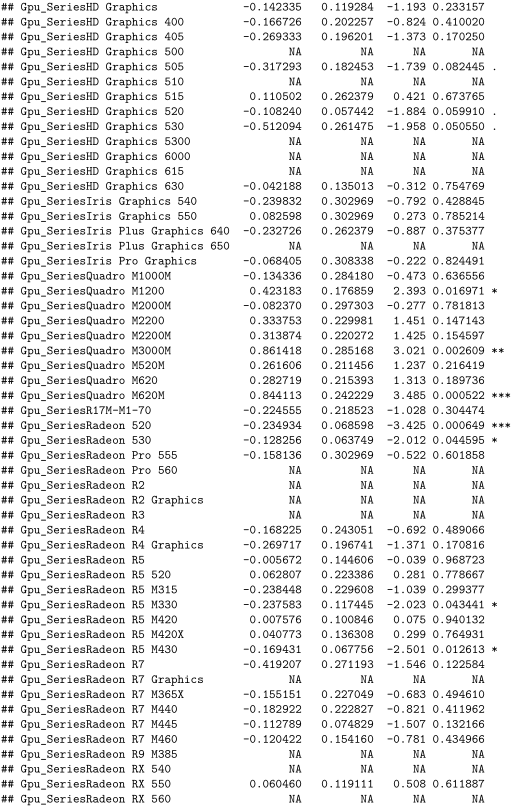 ## Gpu_SeriesHD Graphics -0.142335 0.119284 -1.193 0.233157
## Gpu_SeriesHD Graphics 400 -0.166726 0.202257 -0.824 0.410020
## Gpu_SeriesHD Graphics 405 -0.269333 0.196201 -1.373 0.170250
## Gpu_SeriesHD Graphics 500 NA NA NA NA
## Gpu_SeriesHD Graphics 505 -0.317293 0.182453 -1.739 0.082445 .
## Gpu_SeriesHD Graphics 510 NA NA NA NA
## Gpu_SeriesHD Graphics 515 0.110502 0.262379 0.421 0.673765
## Gpu_SeriesHD Graphics 520 -0.108240 0.057442 -1.884 0.059910 .
## Gpu_SeriesHD Graphics 530 -0.512094 0.261475 -1.958 0.050550 .
## Gpu_SeriesHD Graphics 5300 NA NA NA NA
## Gpu_SeriesHD Graphics 6000 NA NA NA NA
## Gpu_SeriesHD Graphics 615 NA NA NA NA
## Gpu_SeriesHD Graphics 630 -0.042188 0.135013 -0.312 0.754769
## Gpu_SeriesIris Graphics 540 -0.239832 0.302969 -0.792 0.428845
## Gpu_SeriesIris Graphics 550 0.082598 0.302969 0.273 0.785214
## Gpu_SeriesIris Plus Graphics 640 -0.232726 0.262379 -0.887 0.375377
## Gpu_SeriesIris Plus Graphics 650 NA NA NA NA
## Gpu_SeriesIris Pro Graphics -0.068405 0.308338 -0.222 0.824491
## Gpu_SeriesQuadro M1000M -0.134336 0.284180 -0.473 0.636556
## Gpu_SeriesQuadro M1200 0.423183 0.176859 2.393 0.016971 *
## Gpu_SeriesQuadro M2000M -0.082370 0.297303 -0.277 0.781813
## Gpu_SeriesQuadro M2200 0.333753 0.229981 1.451 0.147143
## Gpu_SeriesQuadro M2200M 0.313874 0.220272 1.425 0.154597
## Gpu_SeriesQuadro M3000M 0.861418 0.285168 3.021 0.002609 **
## Gpu_SeriesQuadro M520M 0.261606 0.211456 1.237 0.216419
## Gpu_SeriesQuadro M620 0.282719 0.215393 1.313 0.189736
## Gpu_SeriesQuadro M620M 0.844113 0.242229 3.485 0.000522 ***
## Gpu_SeriesR17M-M1-70 -0.224555 0.218523 -1.028 0.304474
## Gpu_SeriesRadeon 520 -0.234934 0.068598 -3.425 0.000649 ***
## Gpu_SeriesRadeon 530 -0.128256 0.063749 -2.012 0.044595 *
## Gpu_SeriesRadeon Pro 555 -0.158136 0.302969 -0.522 0.601858
## Gpu_SeriesRadeon Pro 560 NA NA NA NA
## Gpu_SeriesRadeon R2 NA NA NA NA
## Gpu_SeriesRadeon R2 Graphics NA NA NA NA
## Gpu_SeriesRadeon R3 NA NA NA NA
## Gpu_SeriesRadeon R4 -0.168225 0.243051 -0.692 0.489066
## Gpu_SeriesRadeon R4 Graphics -0.269717 0.196741 -1.371 0.170816
## Gpu_SeriesRadeon R5 -0.005672 0.144606 -0.039 0.968723
## Gpu_SeriesRadeon R5 520 0.062807 0.223386 0.281 0.778667
## Gpu_SeriesRadeon R5 M315 -0.238448 0.229608 -1.039 0.299377
## Gpu_SeriesRadeon R5 M330 -0.237583 0.117445 -2.023 0.043441 *
## Gpu_SeriesRadeon R5 M420 0.007576 0.100846 0.075 0.940132
## Gpu_SeriesRadeon R5 M420X 0.040773 0.136308 0.299 0.764931
## Gpu_SeriesRadeon R5 M430 -0.169431 0.067756 -2.501 0.012613 *
## Gpu_SeriesRadeon R7 -0.419207 0.271193 -1.546 0.122584
## Gpu_SeriesRadeon R7 Graphics NA NA NA NA
## Gpu_SeriesRadeon R7 M365X -0.155151 0.227049 -0.683 0.494610
## Gpu_SeriesRadeon R7 M440 -0.182922 0.222827 -0.821 0.411962
## Gpu_SeriesRadeon R7 M445 -0.112789 0.074829 -1.507 0.132166
## Gpu_SeriesRadeon R7 M460 -0.120422 0.154160 -0.781 0.434966
## Gpu_SeriesRadeon R9 M385 NA NA NA NA
## Gpu_SeriesRadeon RX 540 NA NA NA NA
## Gpu_SeriesRadeon RX 550 0.060460 0.119111 0.508 0.611887
## Gpu_SeriesRadeon RX 560 NA NA NA NA